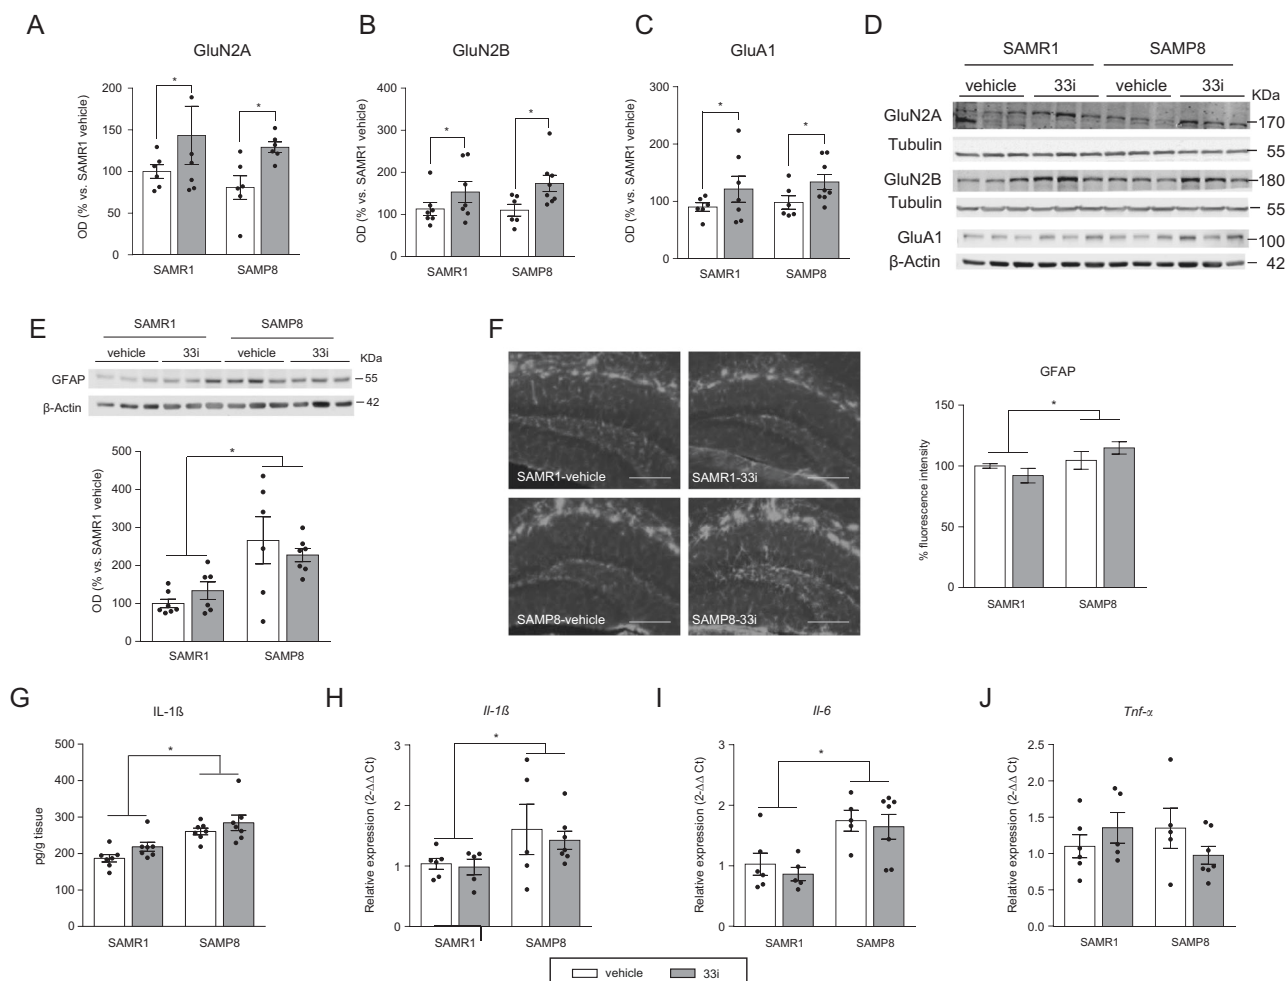 A
GluN2A
OD (% vs. SAMR1 vehicle)
200
150
100
50
0
*
*
SAMR1
SAMP8
B
GluN2B
OD (% vs. SAMR1 vehicle)
400
300
200
100
0
*
*
SAMR1
SAMP8
C
GluA1
OD (% vs. SAMR1 vehicle)
300
200
100
0
*
*
SAMR1
SAMP8
D
SAMR1 SAMP8
vehicle 33i vehicle 33i KDa
GluN2A 170
Tubulin 55
GluN2B 180
Tubulin 55
GluA1 100
β-Actin 42
E
SAMR1 SAMP8
vehicle 33i vehicle 33i KDa
GFAP 55
β-Actin 42
OD (% vs. SAMR1 vehicle)
500
400
300
200
100
0
*
SAMR1
SAMP8
F
SAMR1-vehicle
SAMR1-33i
SAMP8-vehicle
SAMP8-33i
GFAP
% fluorescence intensity
150
100
50
0
*
SAMR1
SAMP8
G
IL-1ß
pg/g tissue
500
400
300
200
100
0
*
SAMR1
SAMP8
H
Il-1ß
Relative expression (2-ΔΔ Ct)
3
2
1
0
*
SAMR1
SAMP8
I
Il-6
Relative expression (2-ΔΔ Ct)
3
2
1
0
*
SAMR1
SAMP8
J
Tnf-α
Relative expression (2-ΔΔ Ct)
2.5
2.0
1.5
1.0
0.5
0.0
SAMR1
SAMP8
vehicle 33i